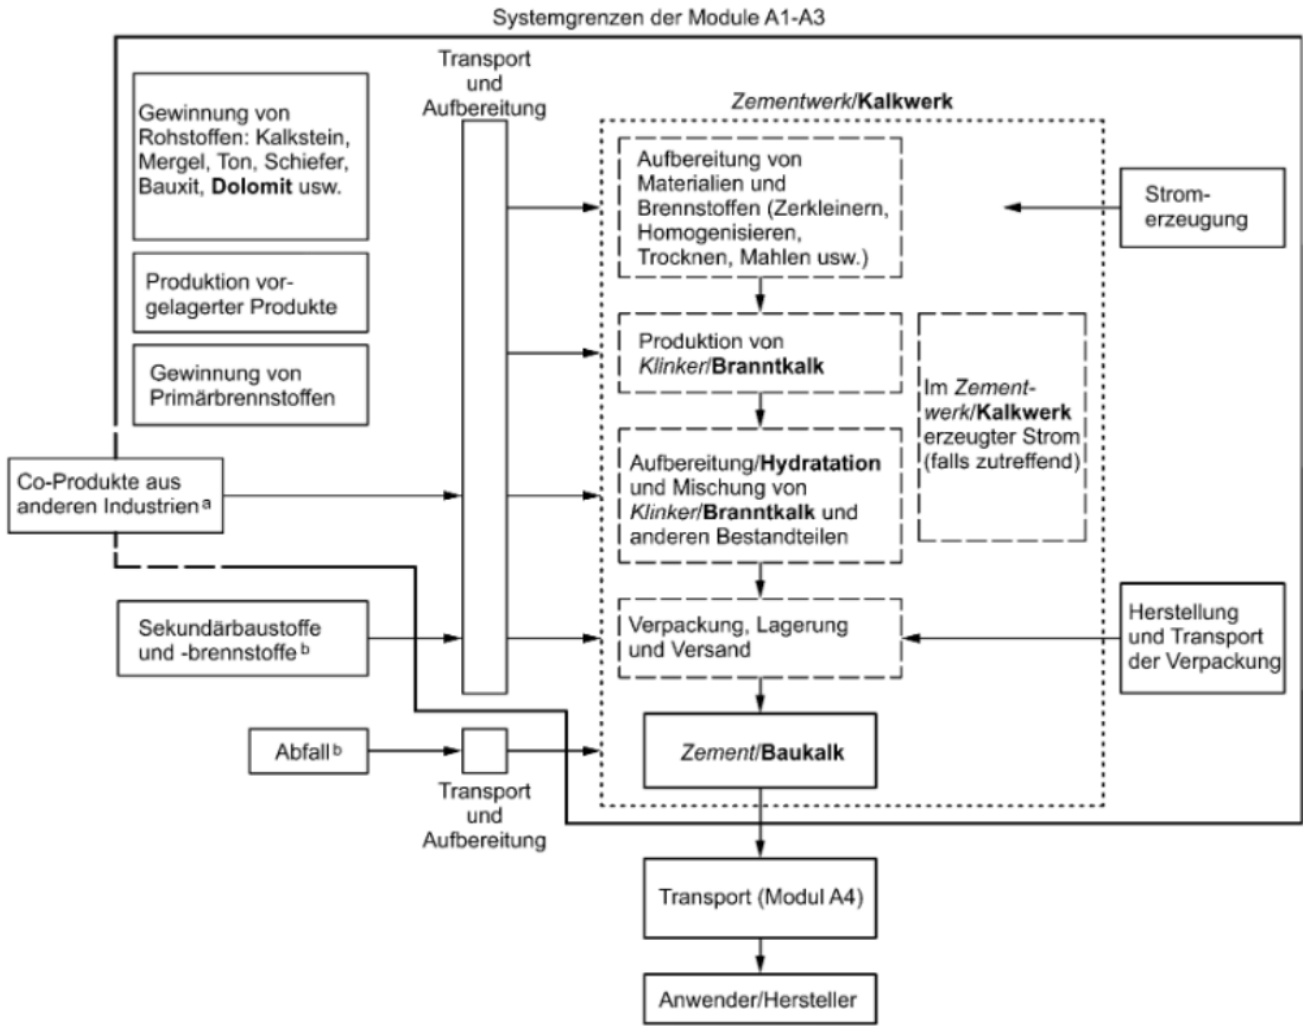 Systemgrenzen der Module A1-A3
Transport
und
Aufbereitung
Gewinnung von
Rohstoffen: Kalkstein,
Mergel, Ton, Schiefer,
Bauxit, Dolomit usw.
Produktion vor-
gelagerter Produkte
Gewinnung von
Primärbrennstoffen
Co-Produkte aus
anderen Industrien a
Sekundärbaustoffe
und -brennstoffe b
Abfall b
Transport
und
Aufbereitung
Zementwerk/Kalkwerk
Aufbereitung von
Materialien und
Brennstoffen (Zerkleinern,
Homogenisieren,
Trocknen, Mahlen usw.)
Produktion von
Klinker/Branntkalk
Aufbereitung/Hydratation
und Mischung von
Klinker/Branntkalk und
anderen Bestandteilen
Verpackung, Lagerung
und Versand
Zement/Baukalk
Im Zement-
werk/Kalkwerk
erzeugter Strom
(falls zutreffend)
Strom-
erzeugung
Herstellung
und Transport
der Verpackung
Transport (Modul A4)
Anwender/Hersteller